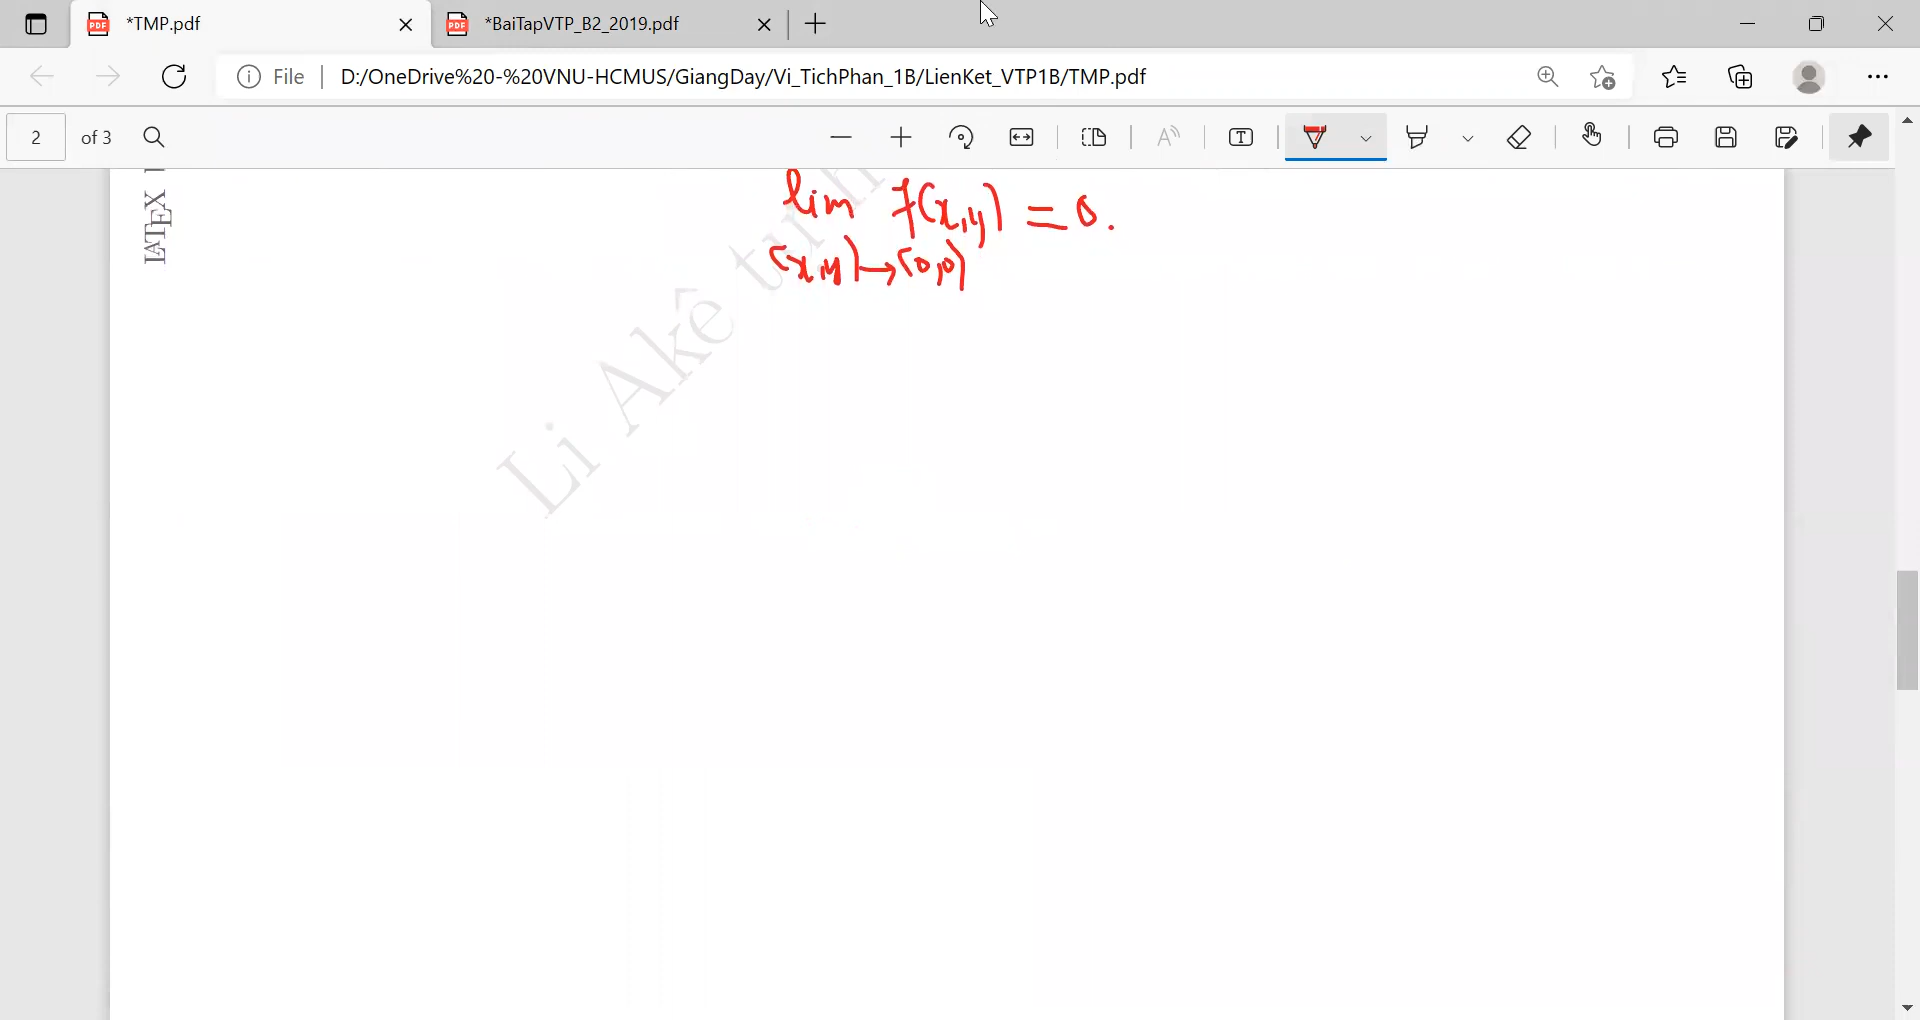 *TMP.pdf
*BaiTapVTP_B2_2019.pdf
File
D:/OneDrive%20-%20VNU-HCMUS/GiangDay/Vi_TichPhan_1B/LienKet_VTP1B/TMP.pdf
2 of 3
LATEX
lim f(x,y) = 0.
(x,y)→(0,0)
Li Akê